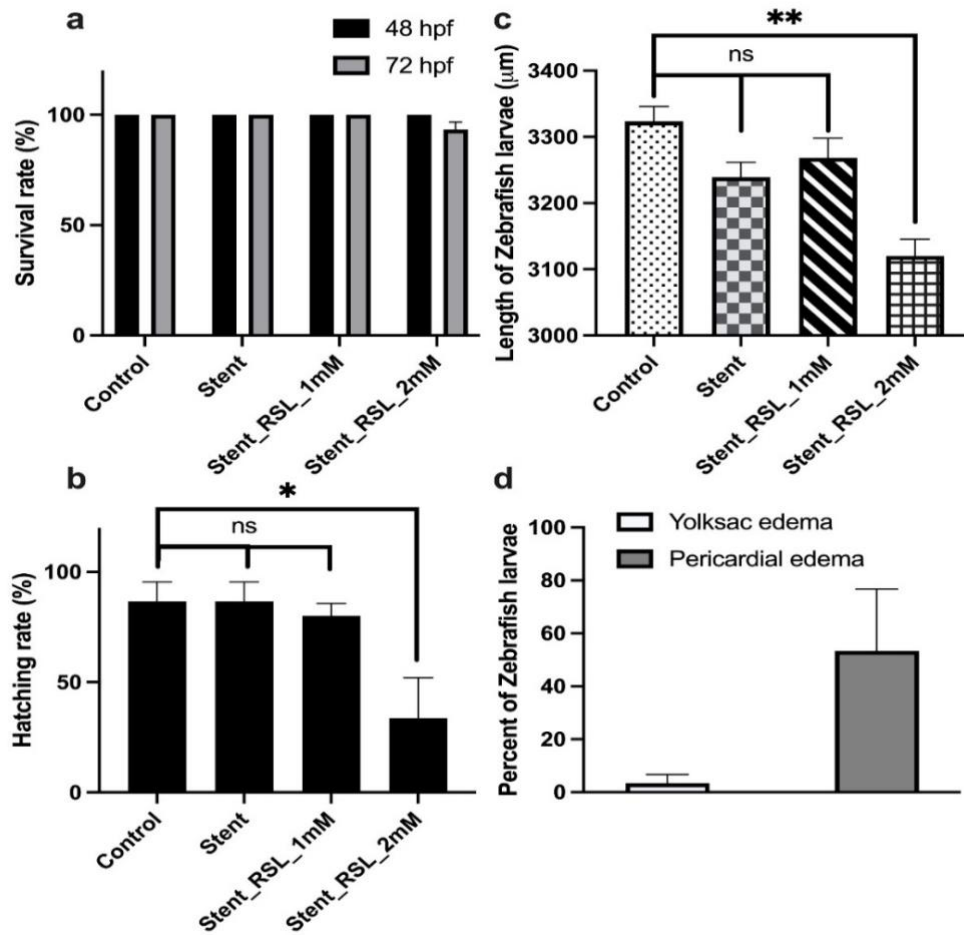 a
48 hpf
72 hpf
Survival rate (%)
100
50
0
Control
Stent
Stent_RSL_1mM
Stent_RSL_2mM
c
**
ns
Length of Zebrafish larvae (μm)
3400
3300
3200
3100
3000
Control
Stent
Stent_RSL_1mM
Stent_RSL_2mM
b
*
ns
Hatching rate (%)
100
50
0
Control
Stent
Stent_RSL_1mM
Stent_RSL_2mM
d
Yolksac edema
Pericardial edema
Percent of Zebrafish larvae
100
80
60
40
20
0